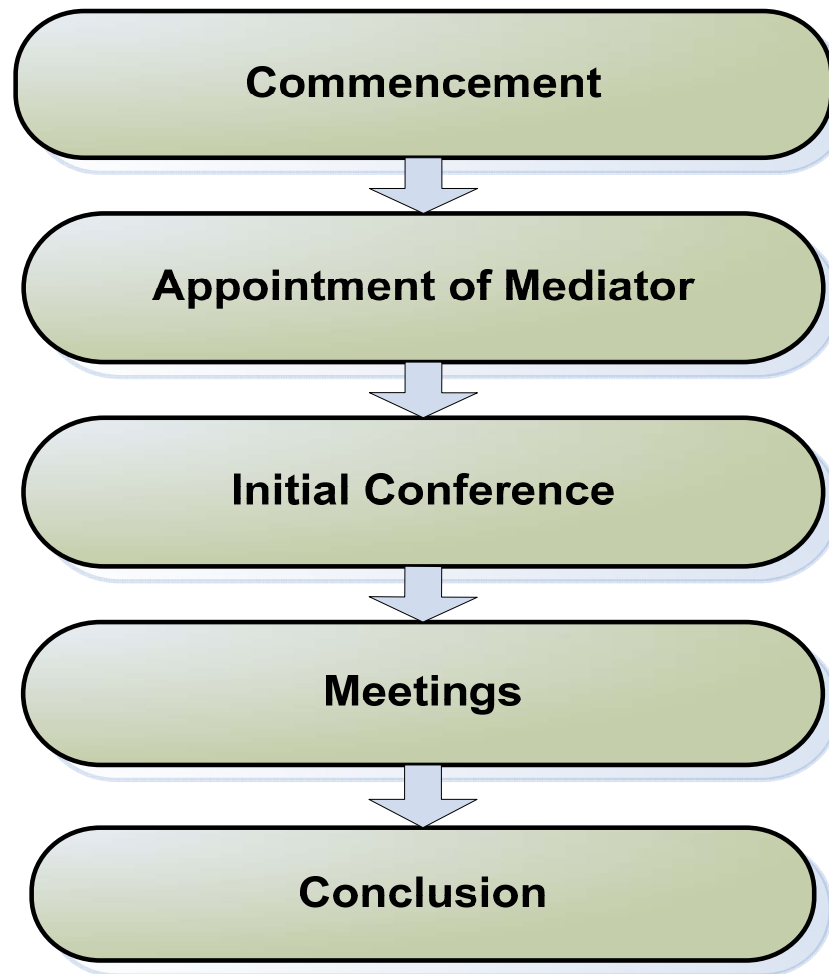 Commencement
Appointment of Mediator
Initial Conference
Meetings
Conclusion